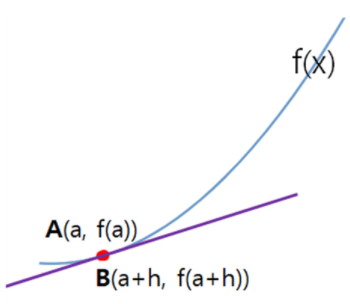 f(x)
A(a, f(a))
B(a+h, f(a+h))